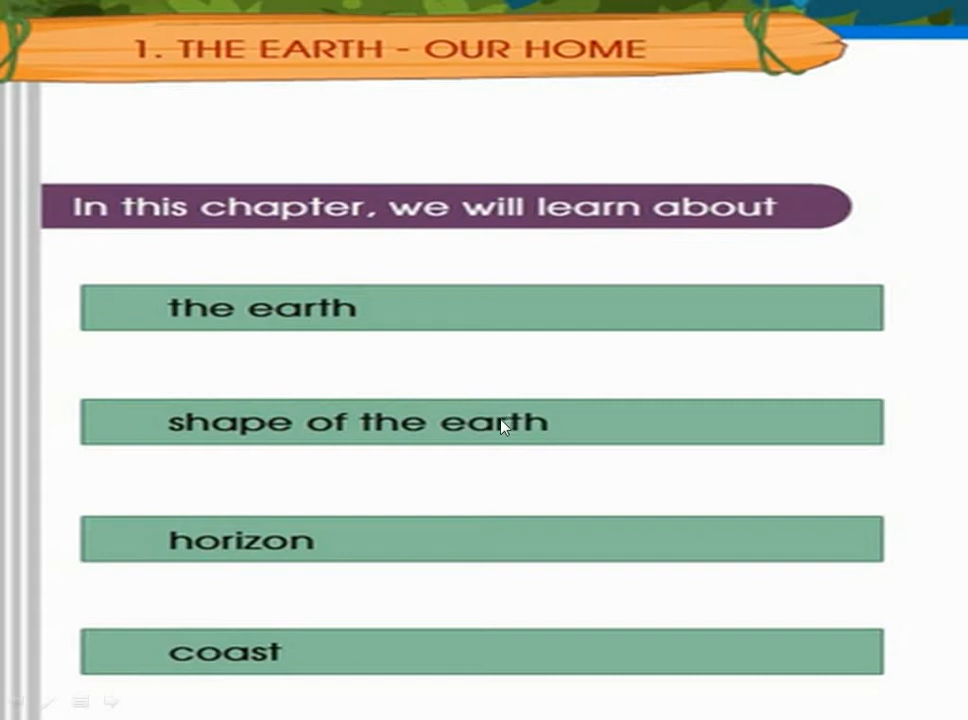 1. THE EARTH - OUR HOME
In this chapter, we will learn about
the earth
shape of the earth
horizon
coast